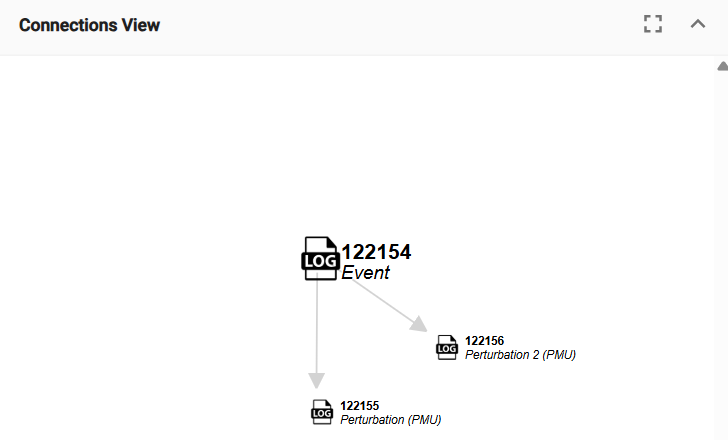 Connections View
LOG
122154
Event
LOG
122156
Perturbation 2 (PMU)
LOG
122155
Perturbation (PMU)